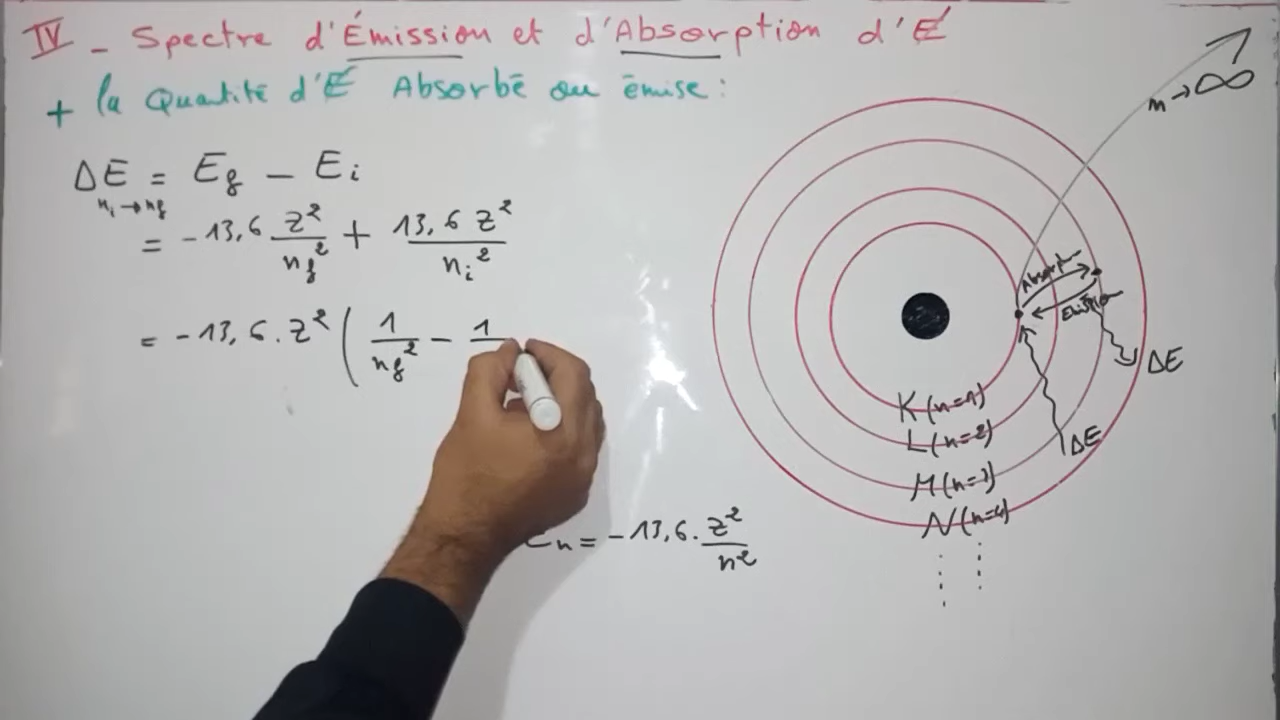 IV - Spectre d'Émission et d'Absorption d'E
+ la Quantité d'E Absorbé ou émise :
ΔE = Ef - Ei
ni → nf
= -13,6 Z²/nf² + 13,6 Z²/ni²
= -13,6 . Z² ( 1/nf² - 1
En = -13,6 . Z²/n²
n → ∞
Absorption
Emission
ΔE
ΔE
K (n=1)
L (n=2)
M (n=3)
N (n=4)